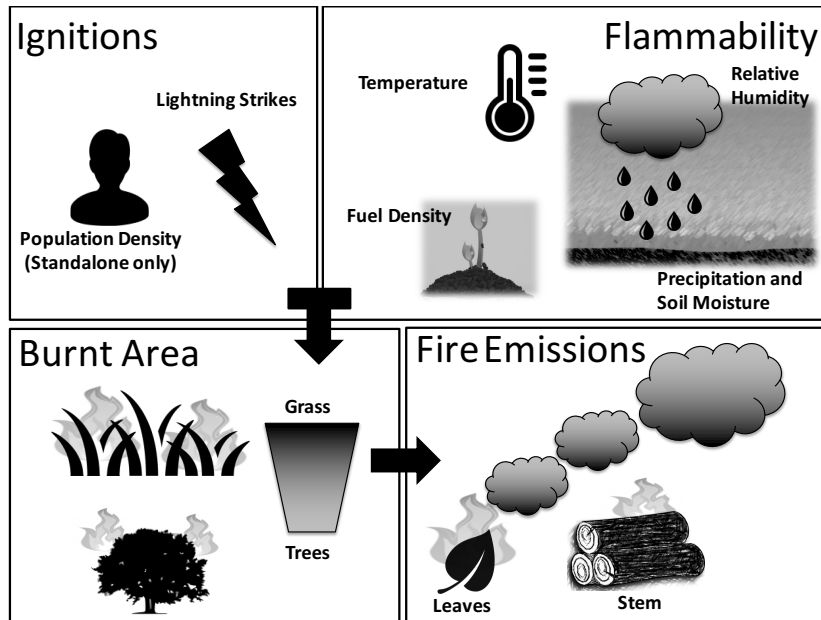 Ignitions
Lightning Strikes
Population Density
(Standalone only)
Flammability
Temperature
Relative
Humidity
Fuel Density
Precipitation and
Soil Moisture
Burnt Area
Grass
Trees
Fire Emissions
Leaves
Stem